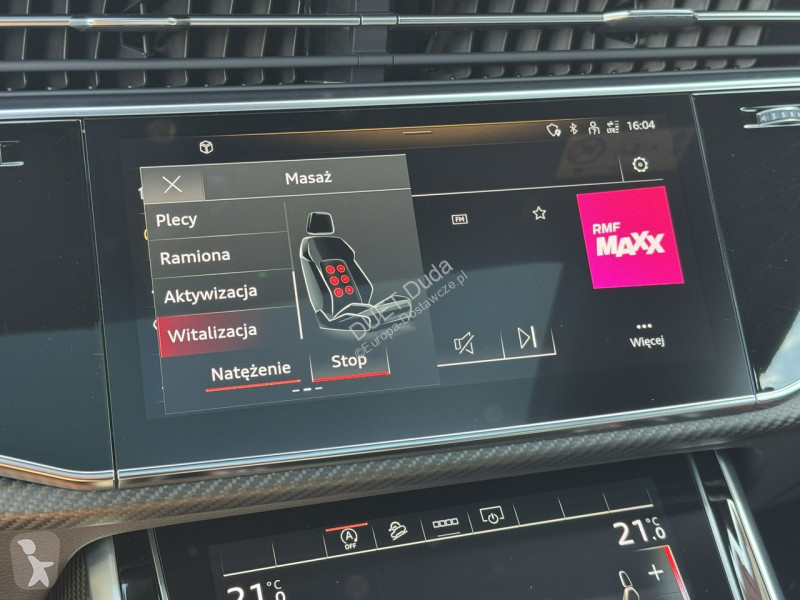 16:04
Masaż
Plecy
Ramiona
Aktywizacja
Witalizacja
Natężenie
Stop
FM
RMF
MAXX
Więcej
DUET Duda
©Europa-Dostawcze.pl
A
OFF
21.0 °C
21.0 °C